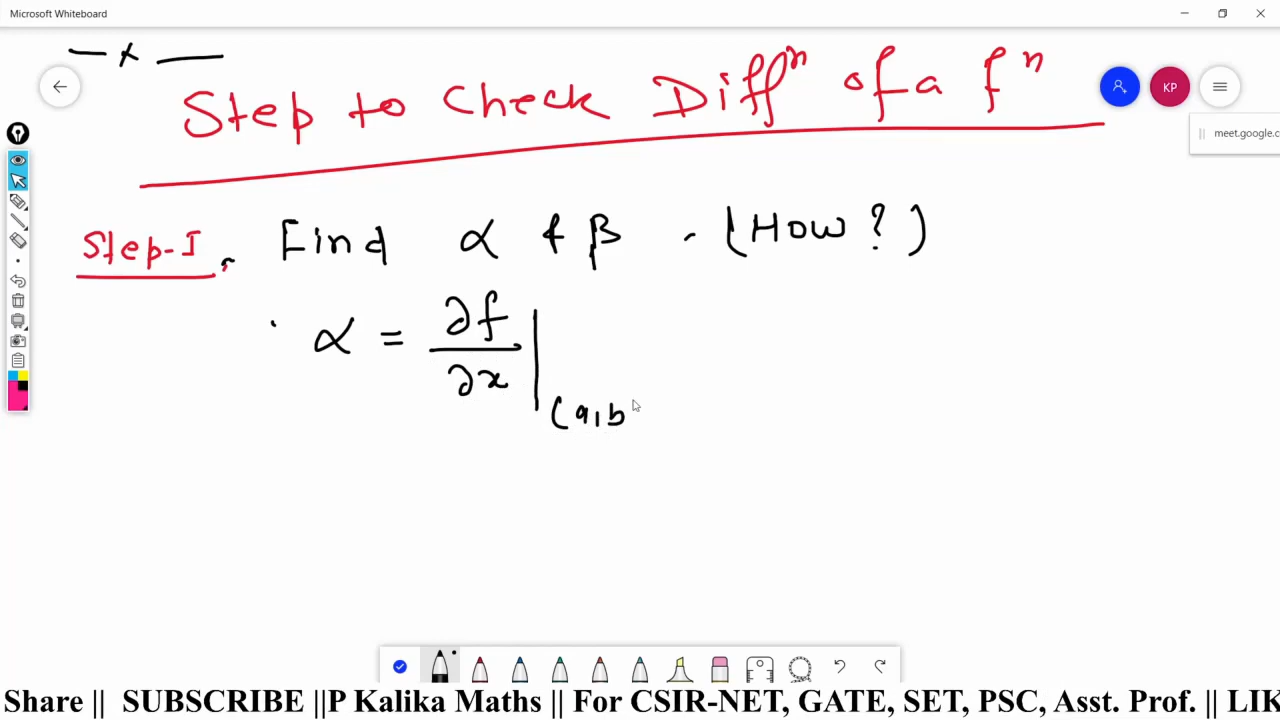 Microsoft Whiteboard
— x —
Step to Check Diffⁿ of a fⁿ
KP
meet.google.c
Step-I. Find α & β . (How?)
α = ∂f/∂x |(a,b
Share || SUBSCRIBE ||P Kalika Maths || For CSIR-NET, GATE, SET, PSC, Asst. Prof. || LIK